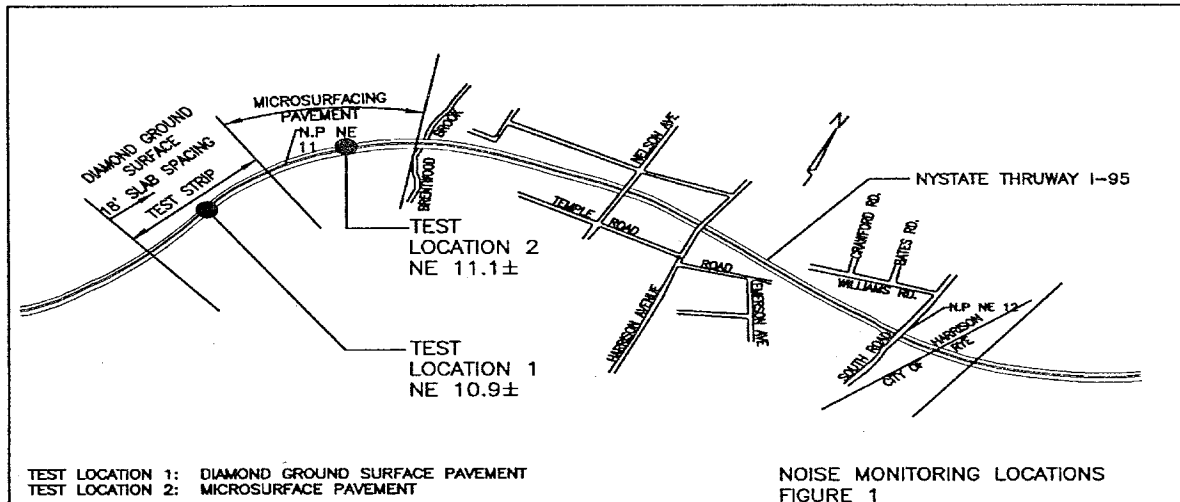 DIAMOND GROUND
SURFACE
18' SLAB SPACING
TEST STRIP
MICROSURFACING
PAVEMENT
N.P NE
11
BRENTWOOD BROOK
TEST
LOCATION 2
NE 11.1±
TEST
LOCATION 1
NE 10.9±
NELSON AVE
TEMPLE ROAD
ROAD
HARRISON AVENUE
EMERSON AVE
N
NYSTATE THRUWAY I-95
CRAWFORD RD.
BATES RD.
WILLIAMS RD.
N.P NE 12
SOUTH ROAD
HARRISON
CITY OF RYE
TEST LOCATION 1: DIAMOND GROUND SURFACE PAVEMENT
TEST LOCATION 2: MICROSURFACE PAVEMENT
NOISE MONITORING LOCATIONS
FIGURE 1